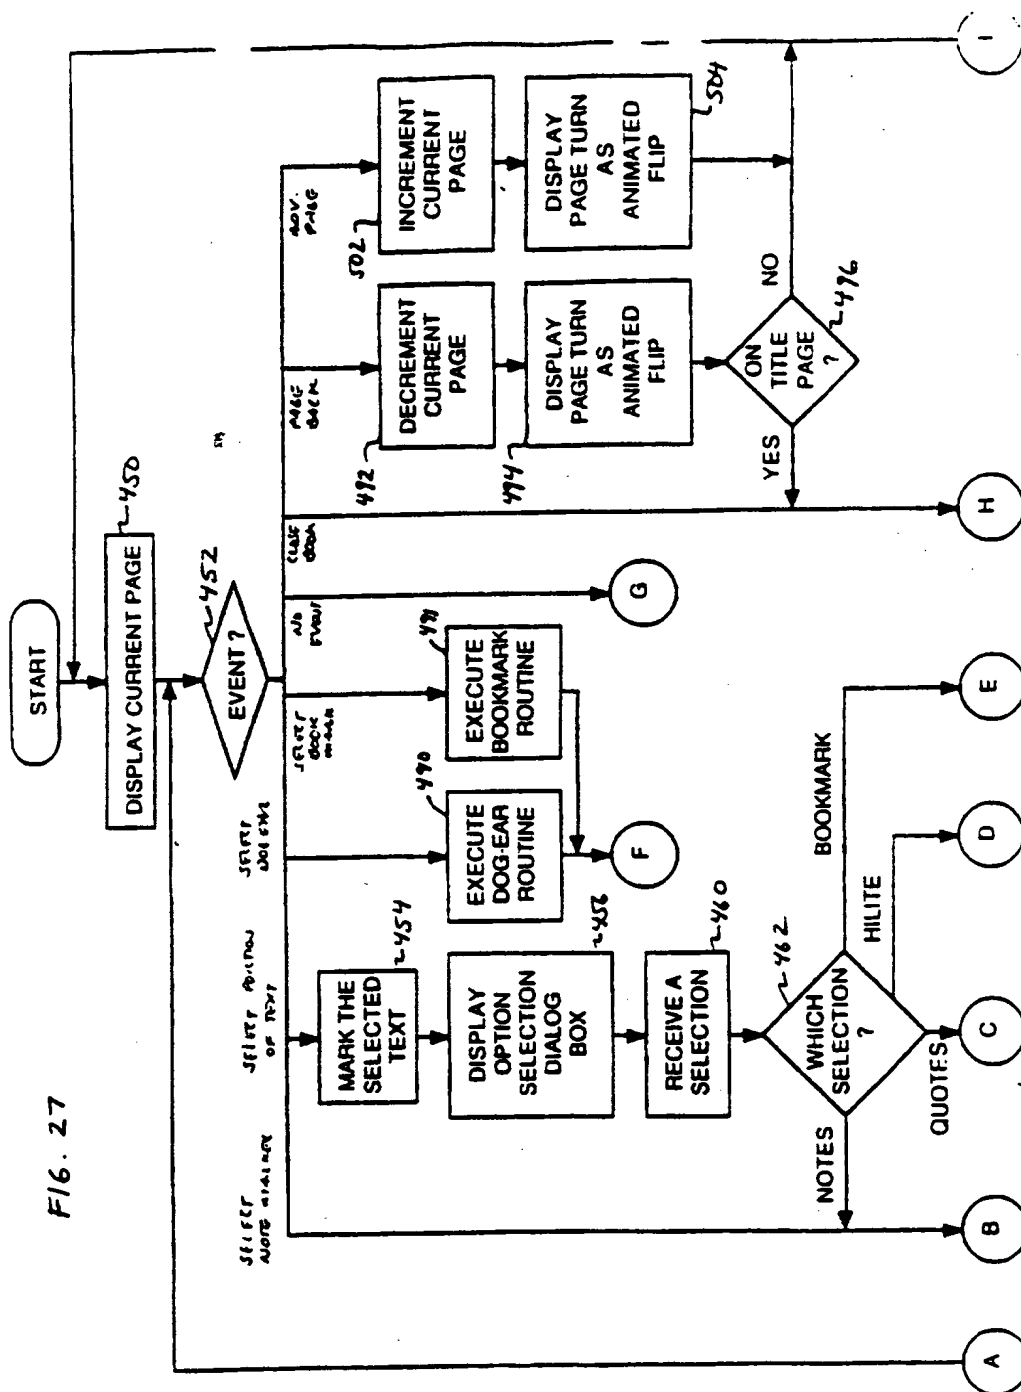 FIG. 27
START
DISPLAY CURRENT PAGE
450
EVENT ?
452
SELECT
NOTE MARKER
SELECT PORTION
OF TEXT
SELECT
DOG EAR
SELECT
BOOK
MARK
NO
EVENT
CLOSE
BOOK
PAGE
BACK
ADV.
PAGE
MARK THE
SELECTED
TEXT
454
DISPLAY
OPTION
SELECTION
DIALOG
BOX
456
RECEIVE A
SELECTION
460
WHICH
SELECTION
?
462
NOTES
QUOTES
HILITE
BOOKMARK
490
EXECUTE
DOG-EAR
ROUTINE
491
EXECUTE
BOOKMARK
ROUTINE
492
DECREMENT
CURRENT
PAGE
494
DISPLAY
PAGE TURN
AS
ANIMATED
FLIP
ON
TITLE
PAGE
?
496
YES
NO
502
INCREMENT
CURRENT
PAGE
DISPLAY
PAGE TURN
AS
ANIMATED
FLIP
504
A
B
C
D
E
F
G
H
I